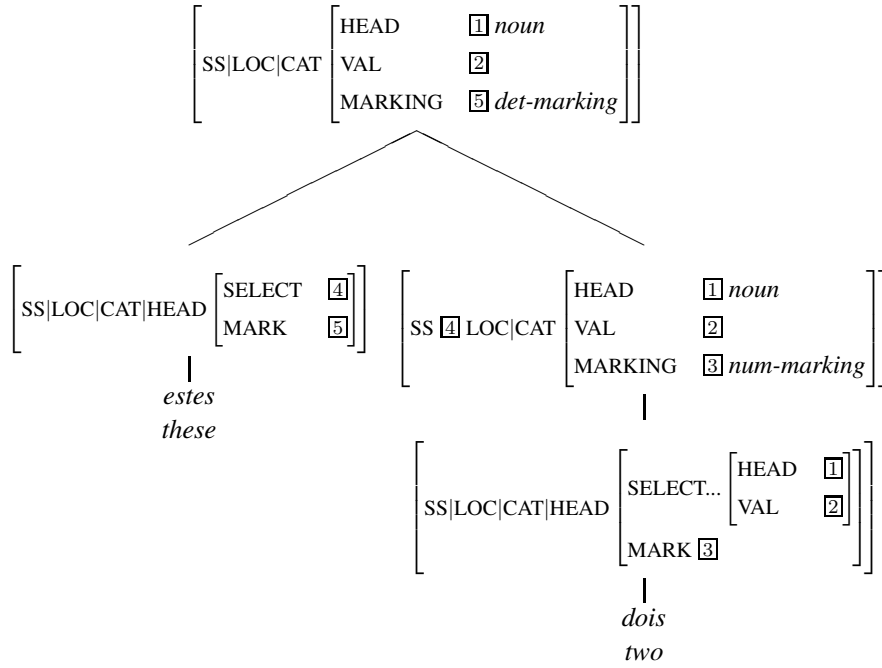 HEAD 1 noun
SS|LOC|CAT VAL 2
MARKING 5 det-marking
SS|LOC|CAT|HEAD SELECT 4
MARK 5
estes
these
HEAD 1 noun
SS 4 LOC|CAT VAL 2
MARKING 3 num-marking
HEAD 1
SELECT...
VAL 2
SS|LOC|CAT|HEAD
MARK 3
dois
two